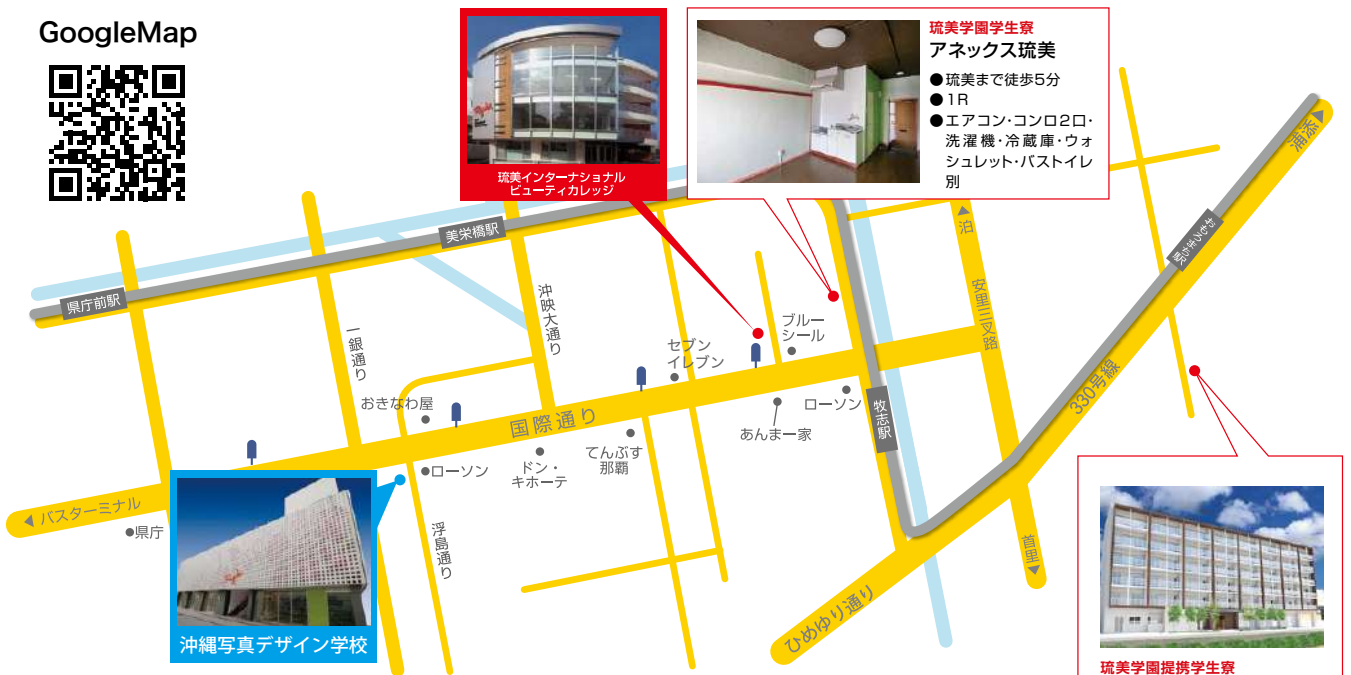 GoogleMap
琉美インターナショナル
ビューティカレッジ
琉美学園学生寮
アネックス琉美
●琉美まで徒歩5分
●1R
●エアコン・コンロ2口・
洗濯機・冷蔵庫・ウォ
シュレット・バストイレ
別
浦添▶
おもろまち駅
美栄橋駅
県庁前駅
▲泊
安里三叉路
沖映大通り
一銀通り
ブルー
シール
セブン
イレブン
330号線
おきなわ屋
国際通り
ローソン
牧志駅
あんまー家
てんぶす
那覇
●ローソン
ドン・
キホーテ
◀バスターミナル
●県庁
浮島通り
首里▶
ひめゆり通り
沖縄写真デザイン学校
琉美学園提携学生寮